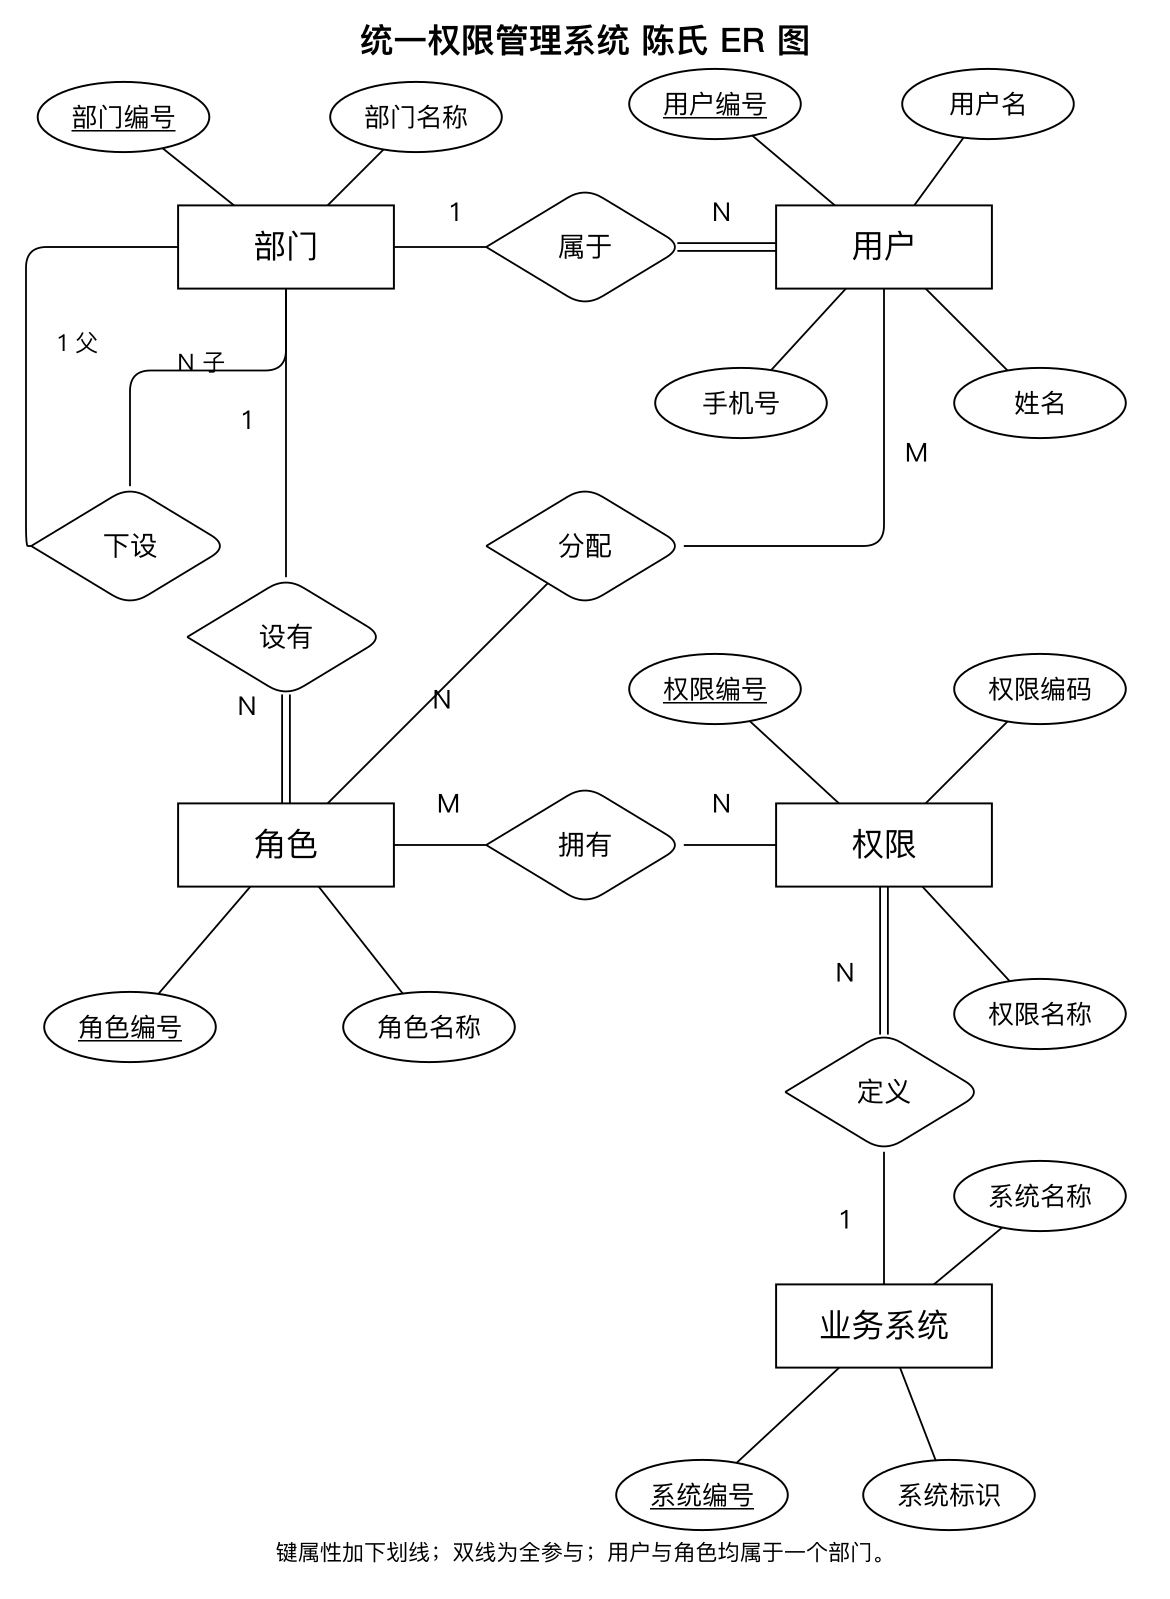 统一权限管理系统 陈氏 ER 图
部门编号
部门名称
用户编号
用户名
部门
1
属于
N
用户
1 父
N 子
1
手机号
姓名
M
下设
分配
设有
N
N
权限编号
权限编码
角色
M
拥有
N
权限
N
角色编号
角色名称
权限名称
定义
1
系统名称
业务系统
系统编号
系统标识
键属性加下划线；双线为全参与；用户与角色均属于一个部门。